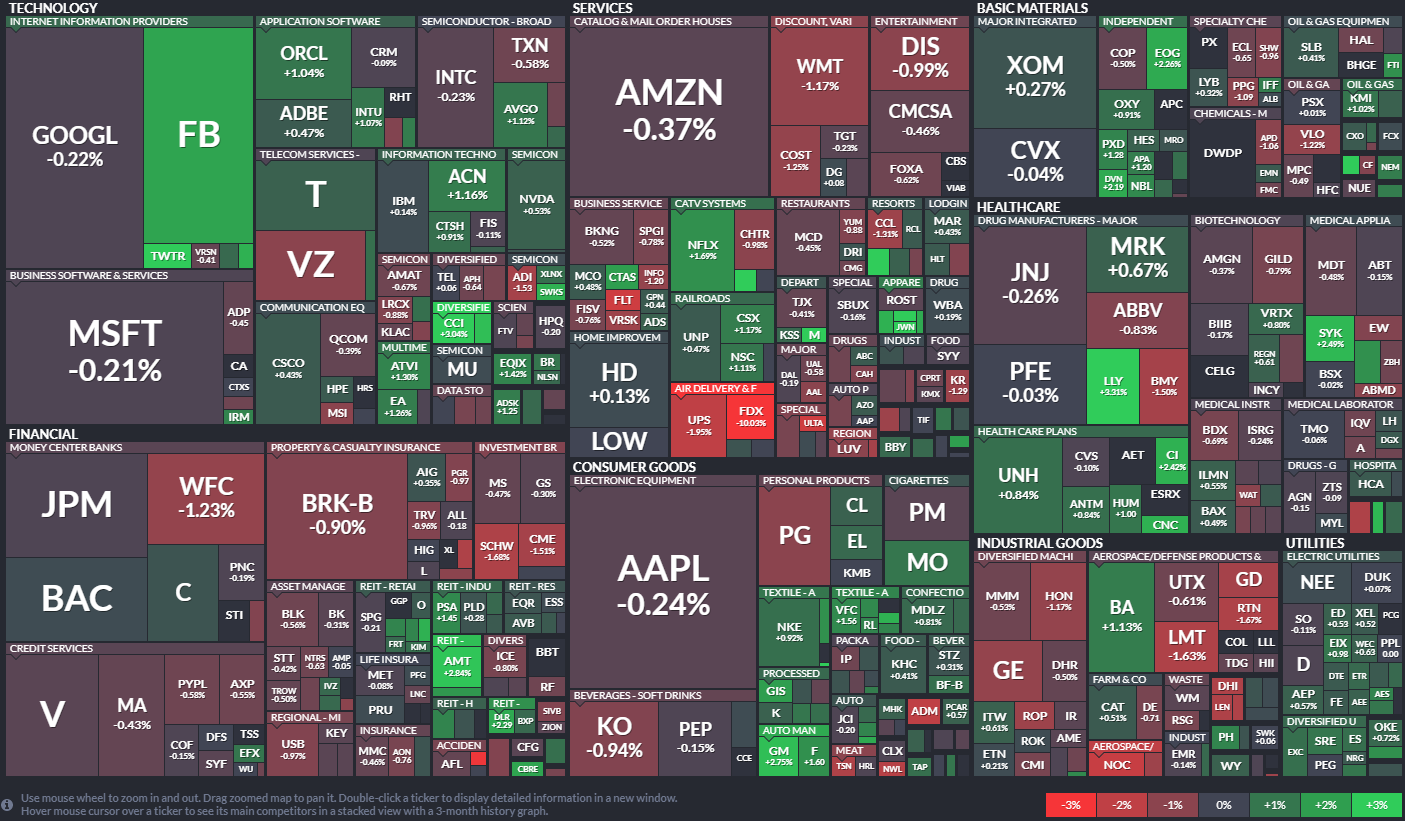 TECHNOLOGY
INTERNET INFORMATION PROVIDERS
GOOGL
-0.22%
FB
TWTR
VRSN
-0.41
APPLICATION SOFTWARE
ORCL
+1.04%
CRM
-0.09%
ADBE
+0.47%
INTU
+1.07%
RHT
SEMICONDUCTOR - BROAD
INTC
-0.23%
TXN
-0.58%
AVGO
+1.12%
BUSINESS SOFTWARE & SERVICES
MSFT
-0.21%
ADP
-0.45
CA
CTXS
IRM
TELECOM SERVICES -
T
VZ
INFORMATION TECHNO
IBM
+0.14%
ACN
+1.16%
CTSH
+0.91%
FIS
-0.11%
SEMICON
NVDA
+0.53%
COMMUNICATION EQ
CSCO
+0.43%
QCOM
-0.39%
HPE
HRS
MSI
SEMICON
AMAT
-0.67%
LRCX
-0.88%
KLAC
DIVERSIFIED
TEL
+0.06
APH
-0.64
SEMICON
ADI
-1.53
XLNX
SWKS
DIVERSIFIE
CCI
+3.04%
SCIEN
FTV
HPQ
-0.20
MULTIME
ATVI
+1.30%
EA
+1.26%
SEMICON
MU
EQIX
+1.42%
BR
NLSN
DATA STO
ADSK
+1.25
SERVICES
CATALOG & MAIL ORDER HOUSES
AMZN
-0.37%
DISCOUNT, VARI
WMT
-1.17%
COST
-1.25%
TGT
-0.23%
DG
+0.08
ENTERTAINMENT
DIS
-0.99%
CMCSA
-0.46%
FOXA
-0.62%
CBS
VIAB
BUSINESS SERVICE
BKNG
-0.52%
SPGI
-0.78%
MCO
+0.48%
CTAS
INFO
-1.20
FLT
GPN
+0.44
FISV
-0.76%
VRSK
ADS
CATV SYSTEMS
NFLX
+1.69%
CHTR
-0.98%
RESTAURANTS
MCD
-0.45%
YUM
-0.88
DRI
CMG
RESORTS
CCL
-1.31%
RCL
LODGIN
MAR
+0.43%
HLT
RAILROADS
UNP
+0.47%
CSX
+1.17%
NSC
+1.11%
DEPART
TJX
-0.41%
KSS
M
SPECIAL
SBUX
-0.16%
APPARE
ROST
JWN
DRUG
WBA
+0.19%
HOME IMPROVEM
HD
+0.13%
LOW
AIR DELIVERY & F
UPS
-1.95%
FDX
-10.03%
MAJOR
DAL
-0.19
UAL
-0.58
AAL
DRUGS
ABC
CAH
INDUST
FOOD
SYY
CPRT
KMX
KR
-1.29
SPECIAL
ULTA
AUTO P
AZO
AAP
REGION
LUV
TIF
BBY
BASIC MATERIALS
MAJOR INTEGRATED
XOM
+0.27%
CVX
-0.04%
INDEPENDENT
COP
-0.50%
EOG
+2.26%
OXY
+0.91%
APC
PXD
+1.28
HES
MRO
APA
+1.20
DVN
+2.19
NBL
SPECIALTY CHE
PX
ECL
-0.65
SHW
-0.96
LYB
+0.32%
PPG
-1.09
IFF
ALB
CHEMICALS - M
DWDP
APD
-1.06
EMN
FMC
OIL & GAS EQUIPMEN
SLB
+0.41%
HAL
BHGE
FTI
OIL & GA
PSX
+0.01%
VLO
-1.22%
MPC
-0.49
HFC
OIL & GAS
KMI
+1.02%
CXO
FCX
CF
NEM
NUE
HEALTHCARE
DRUG MANUFACTURERS - MAJOR
JNJ
-0.26%
MRK
+0.67%
ABBV
-0.83%
PFE
-0.03%
LLY
+3.31%
BMY
-1.50%
BIOTECHNOLOGY
AMGN
-0.37%
GILD
-0.79%
BIIB
-0.17%
VRTX
+0.80%
REGN
+0.61
CELG
INCY
MEDICAL APPLIA
MDT
-0.48%
ABT
-0.15%
SYK
+2.49%
EW
BSX
-0.02%
ZBH
ABMD
HEALTH CARE PLANS
UNH
+0.84%
CVS
-0.10%
AET
CI
+2.42%
ANTM
+0.84%
HUM
+1.00
ESRX
CNC
MEDICAL INSTR
BDX
-0.69%
ISRG
-0.24%
ILMN
+0.55%
WAT
BAX
+0.49%
MEDICAL LABORATOR
TMO
-0.06%
IQV
LH
A
DGX
DRUGS - G
AGN
-0.15
ZTS
-0.09
MYL
HOSPITA
HCA
FINANCIAL
MONEY CENTER BANKS
JPM
WFC
-1.23%
BAC
C
PNC
-0.19%
STI
PROPERTY & CASUALTY INSURANCE
BRK-B
-0.90%
AIG
+0.35%
PGR
-0.97
TRV
-0.96%
ALL
-0.18
HIG
XL
L
INVESTMENT BR
MS
-0.47%
GS
-0.30%
SCHW
-1.68%
CME
-1.51%
CREDIT SERVICES
V
MA
-0.43%
PYPL
-0.58%
AXP
-0.55%
COF
-0.15%
DFS
SYF
TSS
EFX
WU
ASSET MANAGE
BLK
-0.56%
BK
-0.31%
STT
-0.42%
NTRS
-0.63
AMP
-0.05
TROW
-0.50%
IVZ
REIT - RETAI
SPG
-0.21
GGP
O
FRT
KIM
REIT - INDU
PSA
+1.45
PLD
+0.28
REIT - RES
EQR
ESS
AVB
REIT -
AMT
+2.84%
DIVERS
ICE
-0.80%
BBT
RF
LIFE INSURA
MET
-0.08%
PFG
PRU
LNC
REGIONAL - MI
USB
-0.97%
KEY
INSURANCE
MMC
-0.46%
AON
-0.76
REIT - H
REIT -
DLR
+2.29
BXP
SIVB
ZION
ACCIDEN
AFL
CFG
CBRE
CONSUMER GOODS
ELECTRONIC EQUIPMENT
AAPL
-0.24%
PERSONAL PRODUCTS
PG
CL
EL
KMB
CIGARETTES
PM
MO
TEXTILE - A
NKE
+0.92%
TEXTILE - A
VFC
+1.56
RL
CONFECTIO
MDLZ
+0.81%
PACKA
IP
FOOD -
KHC
+0.41%
BEVER
STZ
+0.31%
BF-B
BEVERAGES - SOFT DRINKS
KO
-0.94%
PEP
-0.15%
CCE
PROCESSED
GIS
K
AUTO
JCI
-0.20
MHK
ADM
PCAR
+0.57
AUTO MAN
GM
+2.75%
F
+1.60
MEAT
TSN
HRL
CLX
NWL
TAP
INDUSTRIAL GOODS
DIVERSIFIED MACHI
MMM
-0.53%
HON
-1.17%
GE
DHR
-0.50%
ITW
+0.61%
ROP
IR
ROK
AME
ETN
+0.21%
CMI
AEROSPACE/DEFENSE PRODUCTS &
BA
+1.13%
UTX
-0.61%
GD
RTN
-1.67%
LMT
-1.63%
COL
LLL
TDG
HII
FARM & CO
CAT
+0.51%
DE
-0.71
AEROSPACE/
NOC
WASTE
WM
RSG
INDUST
EMR
-0.14%
DHI
LEN
PH
SWK
+0.06
WY
UTILITIES
ELECTRIC UTILITIES
NEE
DUK
+0.07%
SO
-0.11%
ED
+0.53
XEL
+0.52
PCG
EIX
+0.98
WEC
+0.63
PPL
0.00
D
DTE
ETR
AEP
+0.57%
FE
AEE
AES
DIVERSIFIED U
EXC
SRE
ES
PEG
NRG
OKE
+0.72%
Use mouse wheel to zoom in and out. Drag zoomed map to pan it. Double-click a ticker to display detailed information in a new window.
Hover mouse cursor over a ticker to see its main competitors in a stacked view with a 3-month history graph.
-3%
-2%
-1%
0%
+1%
+2%
+3%